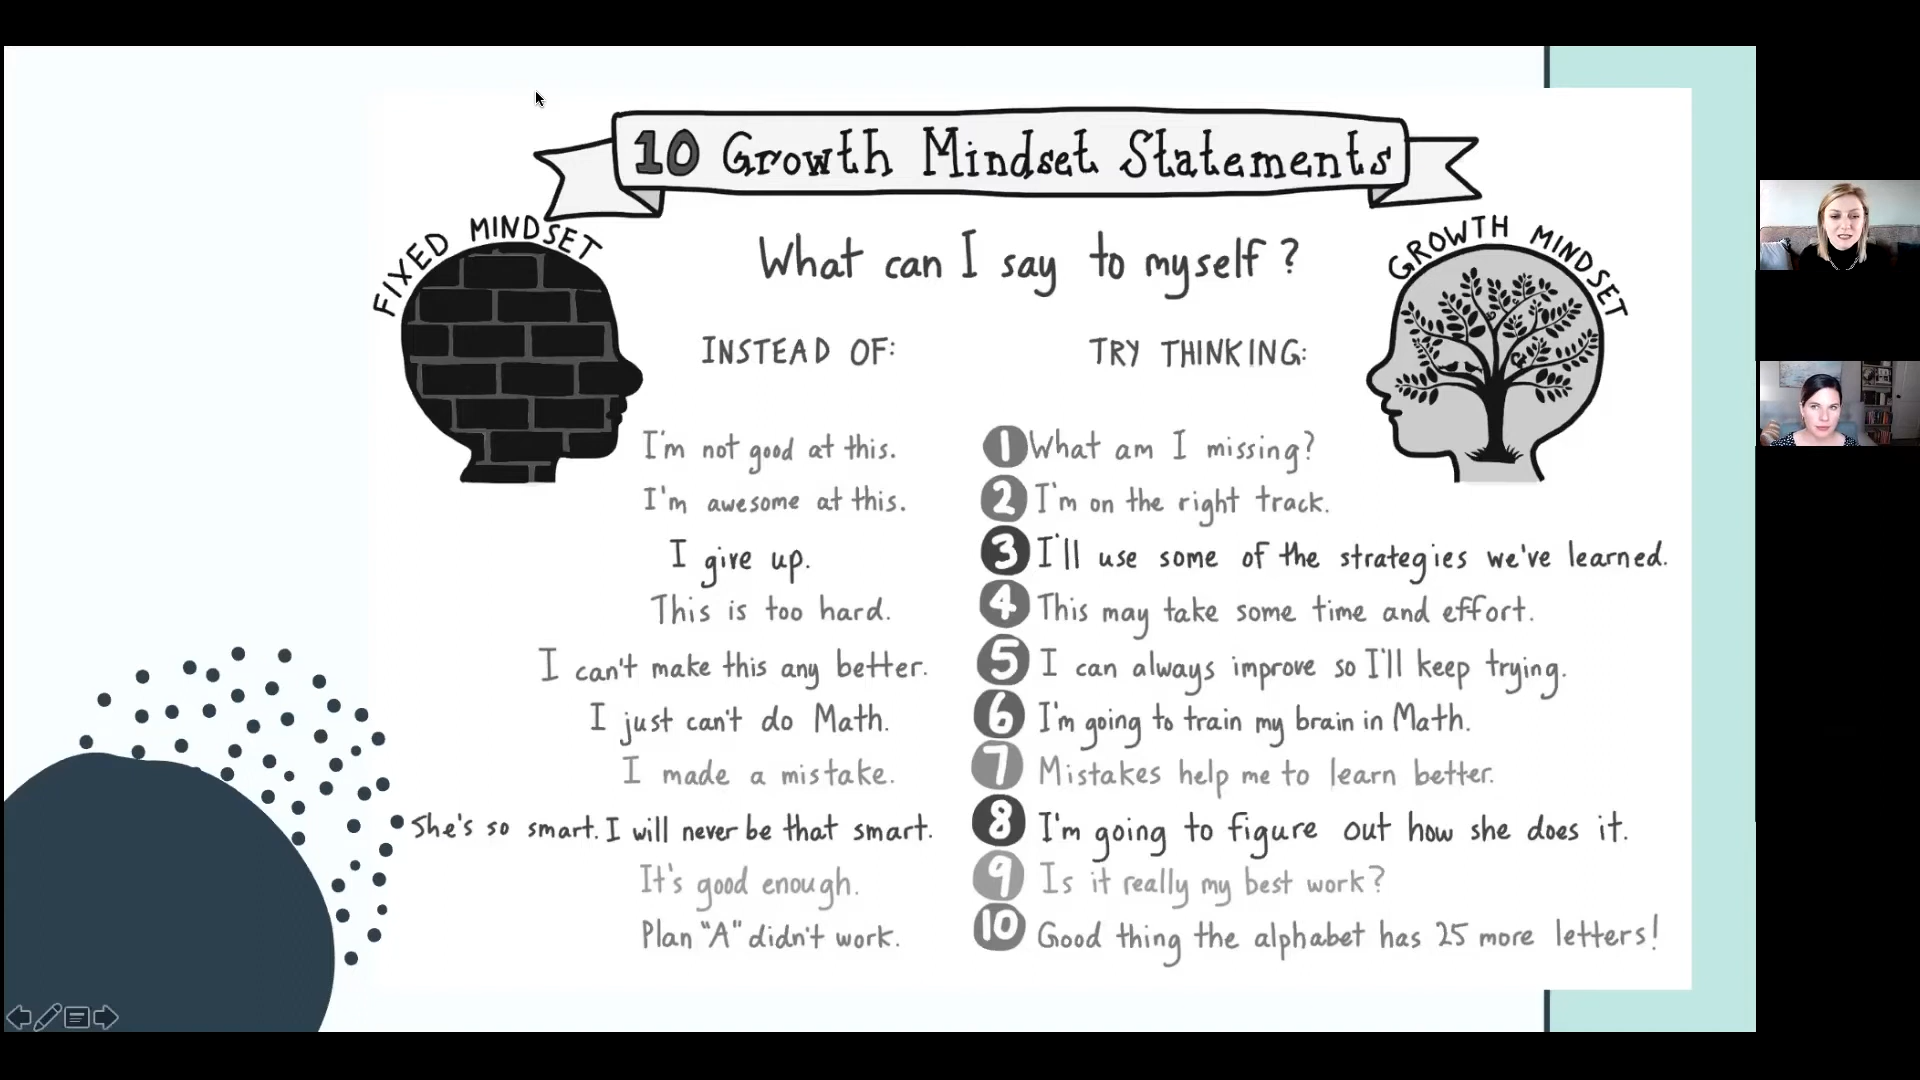 10 Growth Mindset Statements
FIXED MINDSET
GROWTH MINDSET
What can I say to myself?
INSTEAD OF:
TRY THINKING:
I'm not good at this.
1 What am I missing?
I'm awesome at this.
2 I'm on the right track.
I give up.
3 I'll use some of the strategies we've learned.
This is too hard.
4 This may take some time and effort.
I can't make this any better.
5 I can always improve so I'll keep trying.
I just can't do Math.
6 I'm going to train my brain in Math.
I made a mistake.
7 Mistakes help me to learn better.
She's so smart. I will never be that smart.
8 I'm going to figure out how she does it.
It's good enough.
9 Is it really my best work?
Plan "A" didn't work.
10 Good thing the alphabet has 25 more letters!